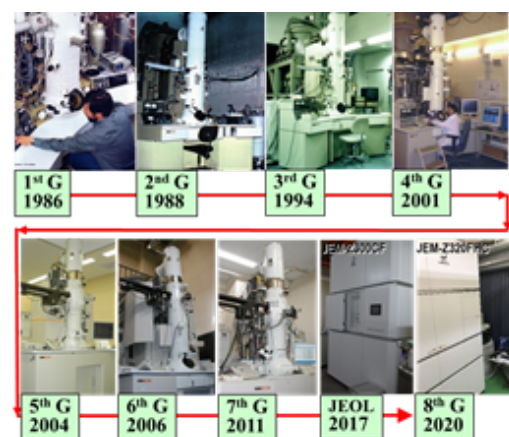 1st G
1986
2nd G
1988
3rd G
1994
4th G
2001
JEM-Z300CF
JEM-Z320FHC
5th G
2004
6th G
2006
7th G
2011
JEOL
2017
8th G
2020